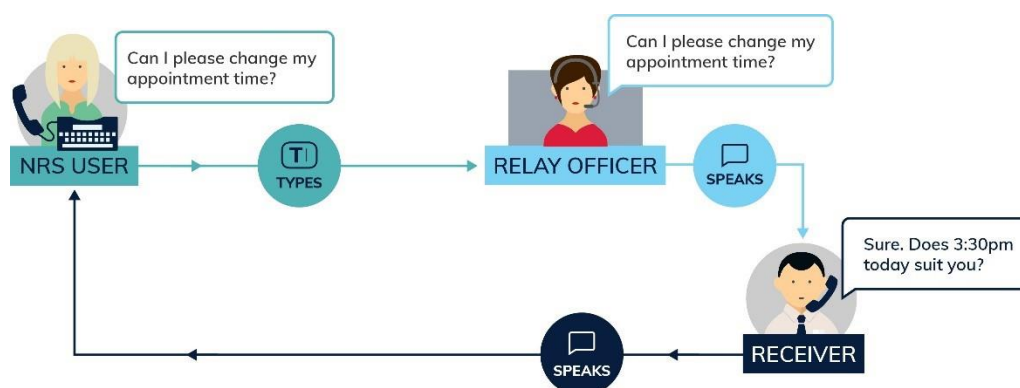 Can I please change my
appointment time?
NRS USER
T
TYPES
Can I please change my
appointment time?
RELAY OFFICER
SPEAKS
Sure. Does 3:30pm
today suit you?
RECEIVER
SPEAKS